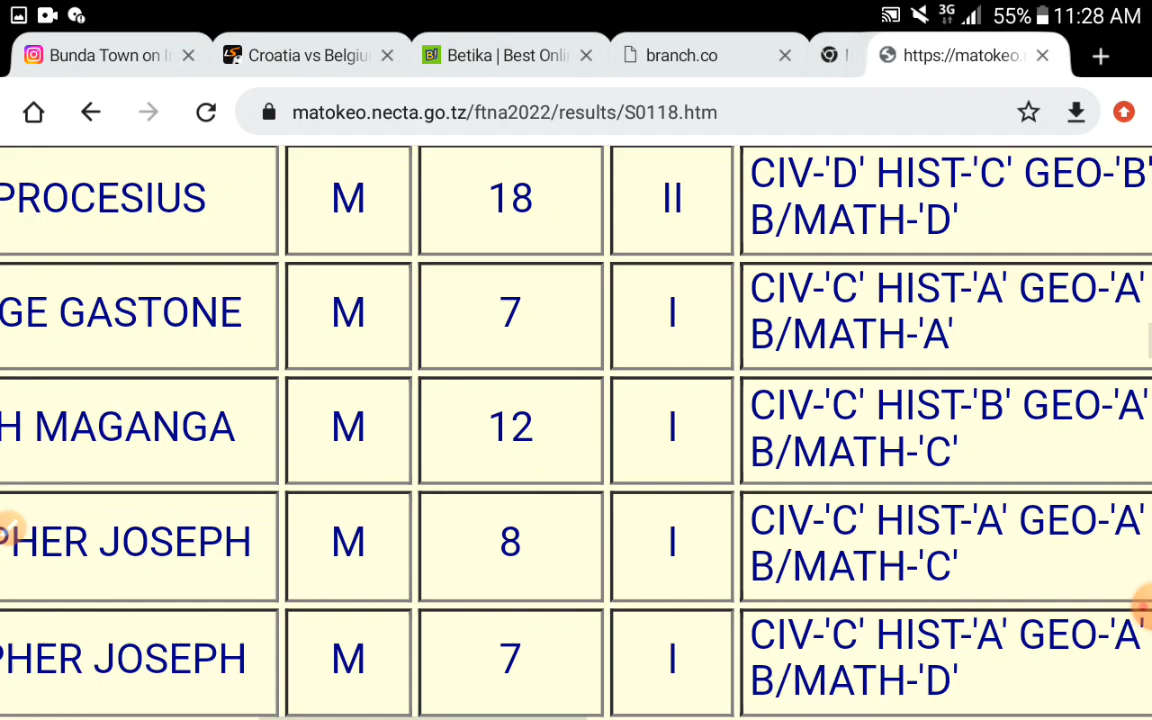 3G 55% 11:28 AM
Bunda Town on I
Croatia vs Belgiu
Betika | Best Onli
branch.co
https://matokeo.
matokeo.necta.go.tz/ftna2022/results/S0118.htm
PROCESIUS M 18 II CIV-'D' HIST-'C' GEO-'B'
B/MATH-'D'
GE GASTONE M 7 I CIV-'C' HIST-'A' GEO-'A'
B/MATH-'A'
H MAGANGA M 12 I CIV-'C' HIST-'B' GEO-'A'
B/MATH-'C'
PHER JOSEPH M 8 I CIV-'C' HIST-'A' GEO-'A'
B/MATH-'C'
PHER JOSEPH M 7 I CIV-'C' HIST-'A' GEO-'A'
B/MATH-'D'